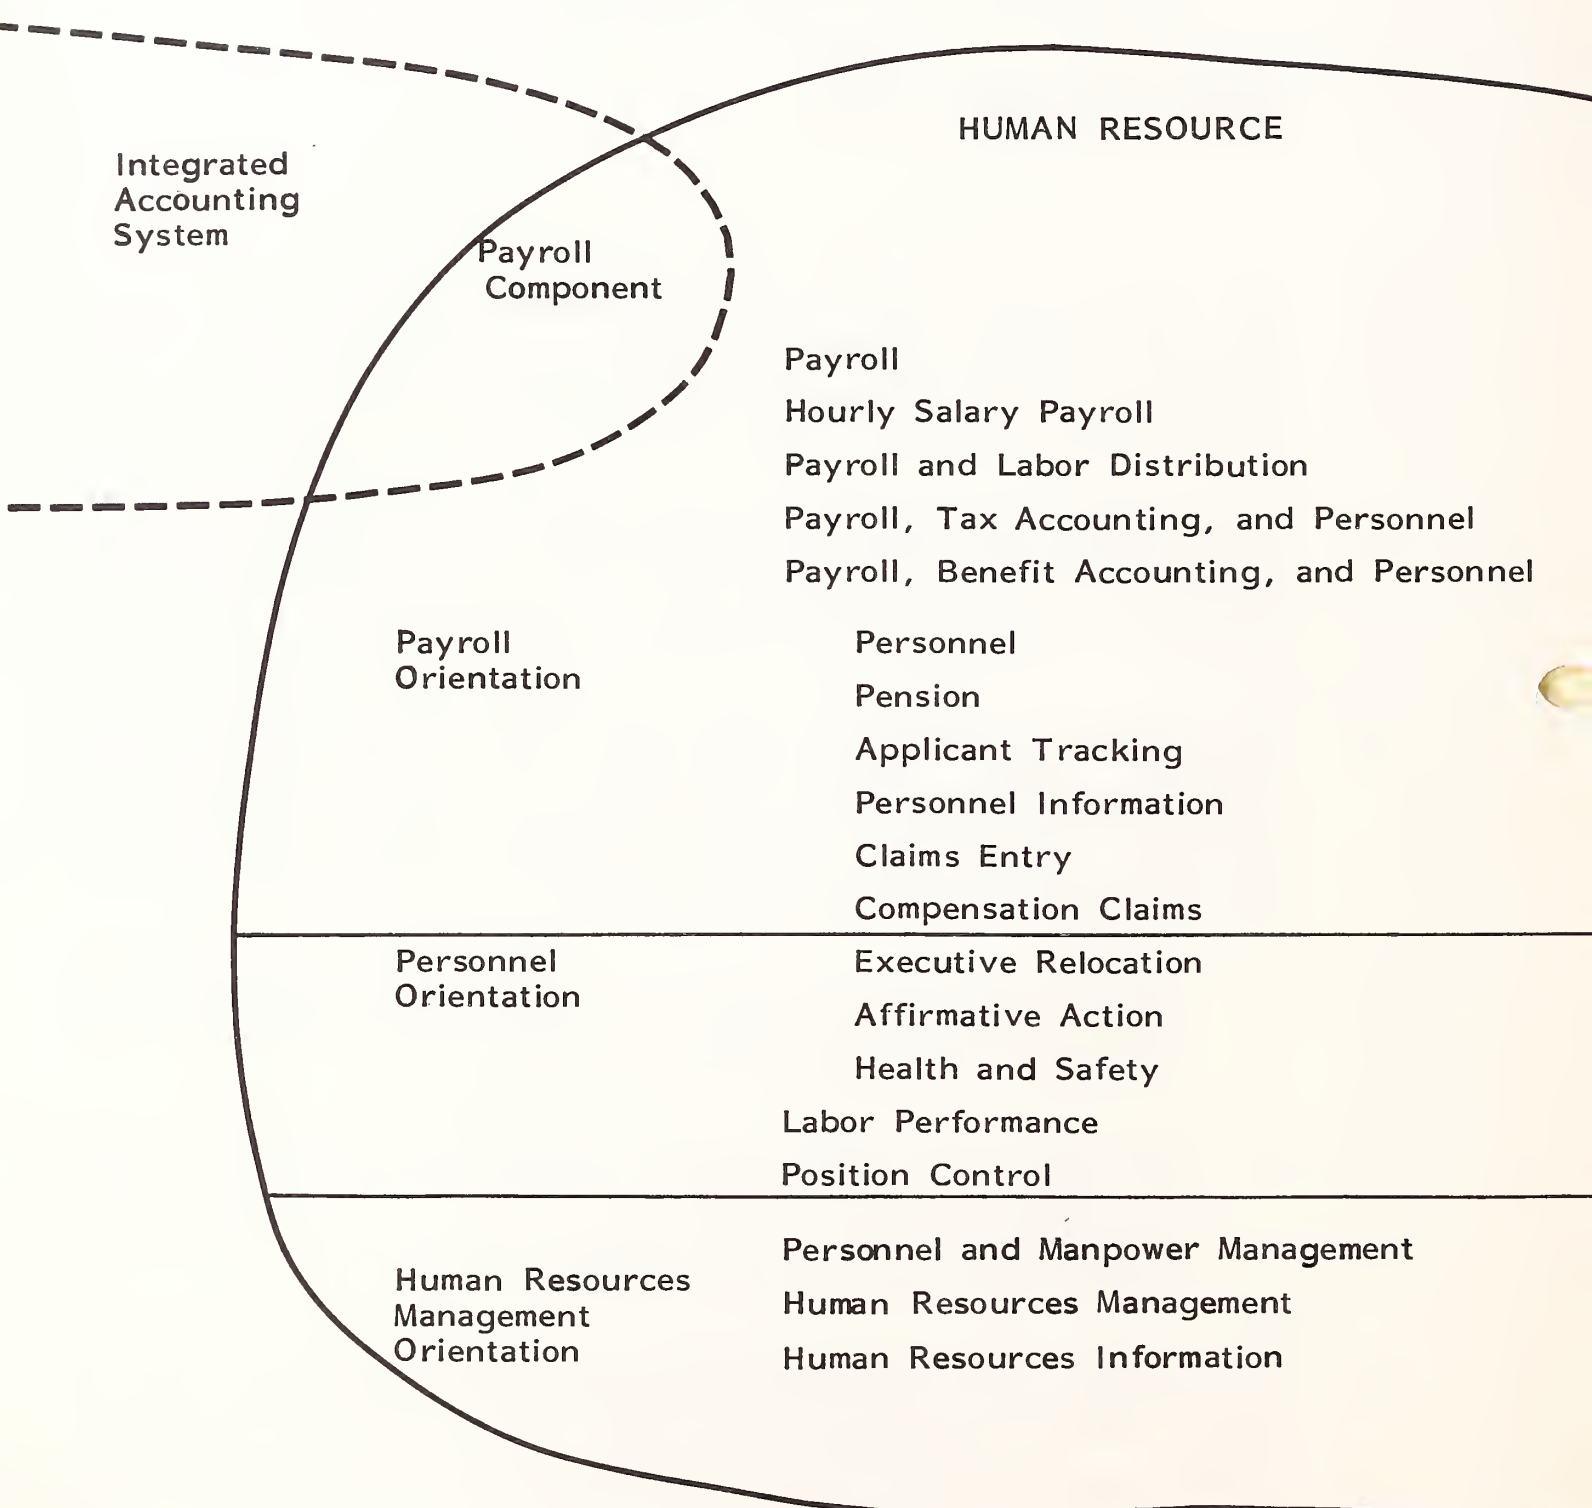 HUMAN RESOURCE
Integrated
Accounting
System
Payroll
Component
Payroll
Hourly Salary Payroll
Payroll and Labor Distribution
Payroll, Tax Accounting, and Personnel
Payroll, Benefit Accounting, and Personnel
Payroll
Orientation
Personnel
Pension
Applicant Tracking
Personnel Information
Claims Entry
Compensation Claims
Personnel
Orientation
Executive Relocation
Affirmative Action
Health and Safety
Labor Performance
Position Control
Human Resources
Management
Orientation
Personnel and Manpower Management
Human Resources Management
Human Resources Information